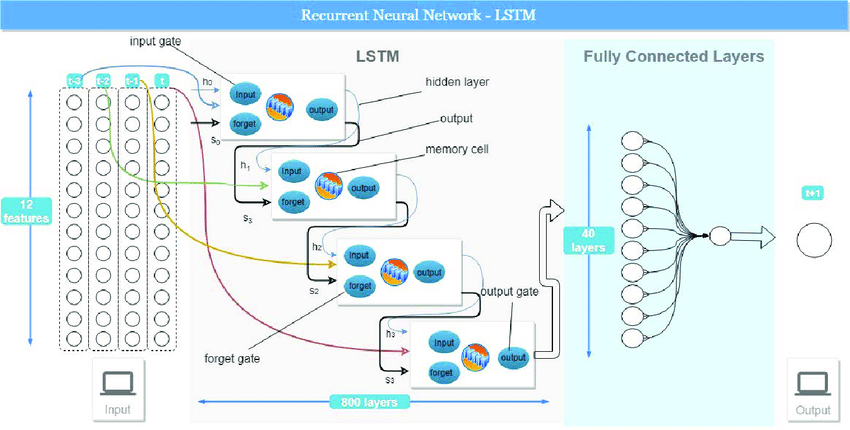 Recurrent Neural Network - LSTM
input gate
LSTM
Fully Connected Layers
t-3
t-2
t-1
t
h0
input
forget
output
hidden layer
output
s0
h1
input
forget
output
memory cell
12
features
s3
h2
input
forget
output
s2
t+1
40
layers
output gate
forget gate
h3
input
forget
output
s3
800 layers
Input
Output